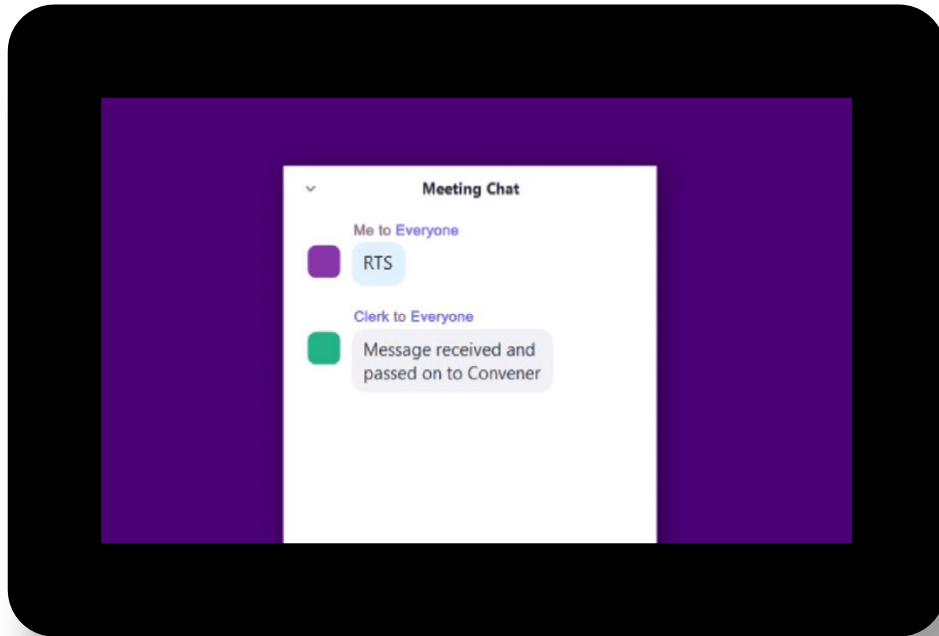 Meeting Chat
Me to Everyone
RTS
Clerk to Everyone
Message received and
passed on to Convener